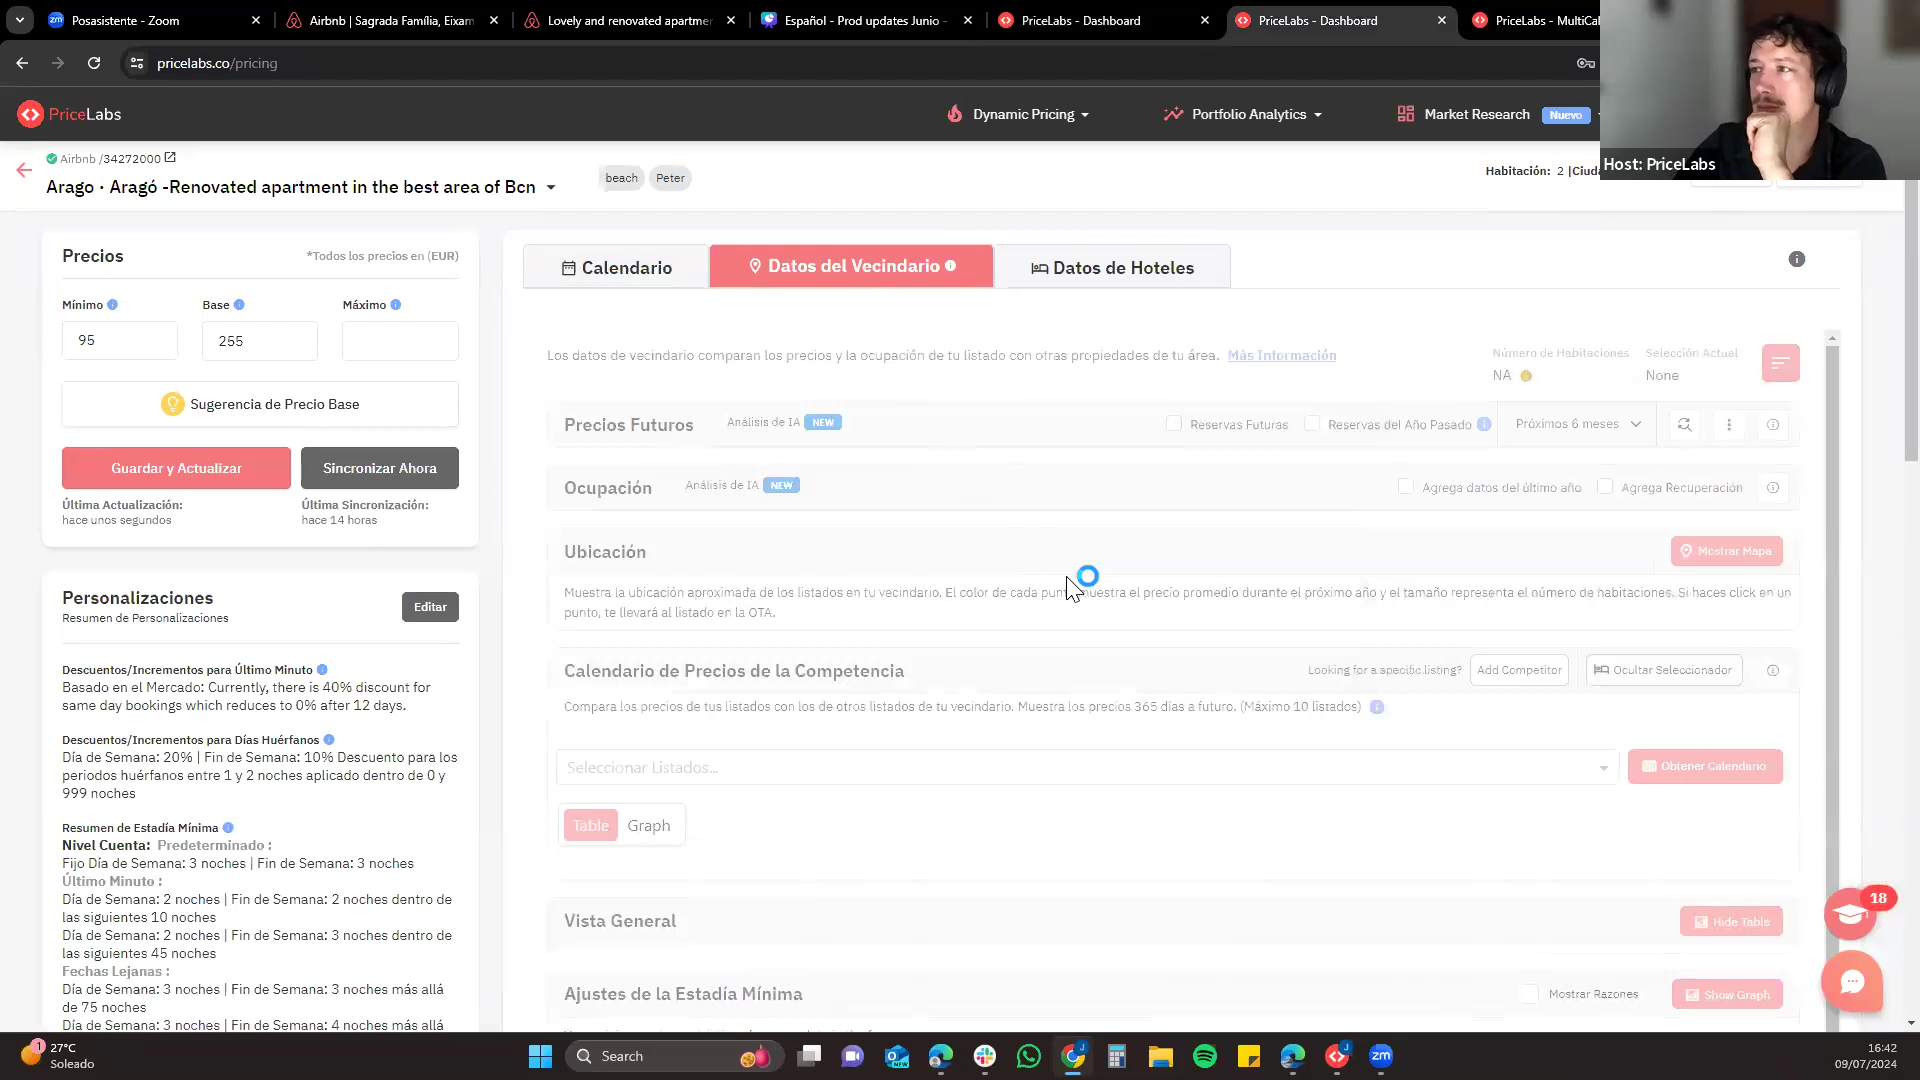 Posasistente - Zoom
Airbnb | Sagrada Família, Eixam
Lovely and renovated apartmen
Español - Prod updates Junio -
PriceLabs - Dashboard
PriceLabs - Dashboard
PriceLabs - MultiCal
pricelabs.co/pricing
PriceLabs
Dynamic Pricing
Portfolio Analytics
Market Research
Nuevo
Host: PriceLabs
Airbnb /34272000
Arago · Aragó -Renovated apartment in the best area of Bcn
beach
Peter
Habitación: 2 |Ciuda
Precios
*Todos los precios en (EUR)
Mínimo
Base
Máximo
95
255
Sugerencia de Precio Base
Guardar y Actualizar
Sincronizar Ahora
Última Actualización:
hace unos segundos
Última Sincronización:
hace 14 horas
Personalizaciones
Resumen de Personalizaciones
Editar
Descuentos/Incrementos para Último Minuto
Basado en el Mercado: Currently, there is 40% discount for
same day bookings which reduces to 0% after 12 days.
Descuentos/Incrementos para Días Huérfanos
Día de Semana: 20% | Fin de Semana: 10% Descuento para los
periodos huérfanos entre 1 y 2 noches aplicado dentro de 0 y
999 noches
Resumen de Estadía Mínima
Nivel Cuenta: Predeterminado :
Fijo Día de Semana: 3 noches | Fin de Semana: 3 noches
Último Minuto :
Día de Semana: 2 noches | Fin de Semana: 2 noches dentro de
las siguientes 10 noches
Día de Semana: 2 noches | Fin de Semana: 3 noches dentro de
las siguientes 45 noches
Fechas Lejanas :
Día de Semana: 3 noches | Fin de Semana: 3 noches más allá
de 75 noches
Día de Semana: 3 noches | Fin de Semana: 4 noches más allá
Calendario
Datos del Vecindario
Datos de Hoteles
Los datos de vecindario comparan los precios y la ocupación de tu listado con otras propiedades de tu área. Más Información
Número de Habitaciones
NA
Selección Actual
None
Precios Futuros
Análisis de IA NEW
Reservas Futuras
Reservas del Año Pasado
Próximos 6 meses
Ocupación
Análisis de IA NEW
Agrega datos del último año
Agrega Recuperación
Ubicación
Mostrar Mapa
Muestra la ubicación aproximada de los listados en tu vecindario. El color de cada punto muestra el precio promedio durante el próximo año y el tamaño representa el número de habitaciones. Si haces click en un
punto, te llevará al listado en la OTA.
Calendario de Precios de la Competencia
Looking for a specific listing?
Add Competitor
Ocultar Seleccionador
Compara los precios de tus listados con los de otros listados de tu vecindario. Muestra los precios 365 días a futuro. (Máximo 10 listados)
Seleccionar Listados...
Obtener Calendario
Table
Graph
Vista General
Hide Table
Ajustes de la Estadía Mínima
Mostrar Razones
Show Graph
18
1
27°C
Soleado
Search
16:42
09/07/2024